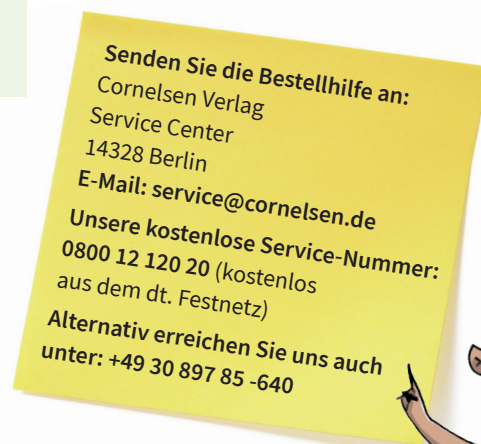 Senden Sie die Bestellhilfe an:
Cornelsen Verlag
Service Center
14328 Berlin
E-Mail: service@cornelsen.de
Unsere kostenlose Service-Nummer:
0800 12 120 20 (kostenlos
aus dem dt. Festnetz)
Alternativ erreichen Sie uns auch
unter: +49 30 897 85 -640